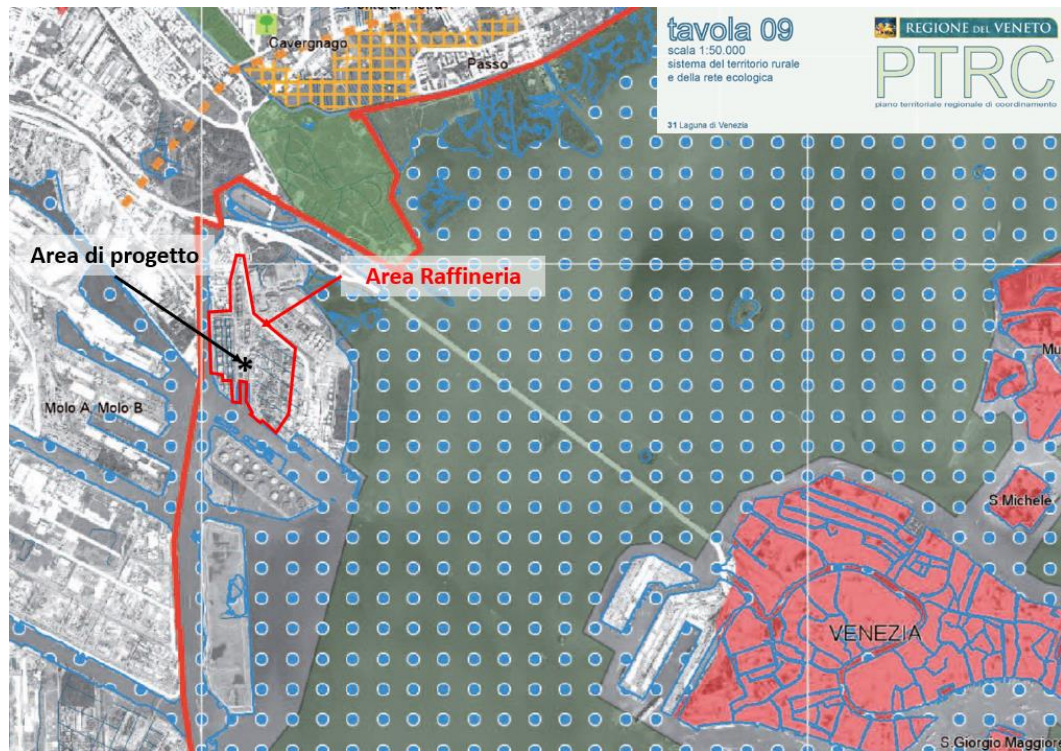 tavola 09
scala 1:50.000
sistema del territorio rurale
e della rete ecologica
31 Laguna di Venezia
REGIONE DEL VENETO
PTRC
piano territoriale regionale di coordinamento
Cavergnago
Passo
Area di progetto
Area Raffineria
Molo A Molo B
Mu
S.Michele
VENEZIA
S.Giorgio Maggior